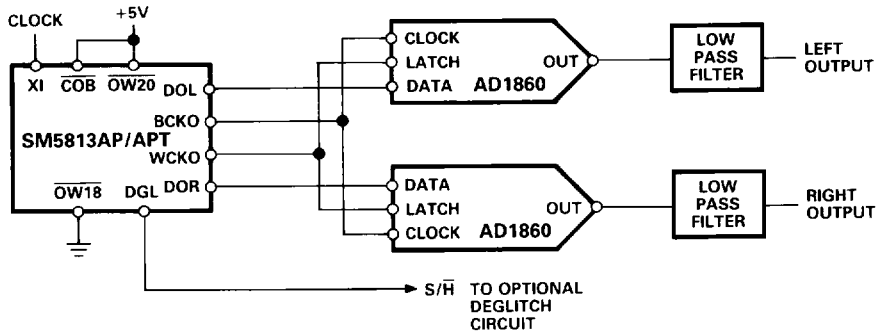 CLOCK
+5V
XI
COB
OW20
DOL
BCKO
SM5813AP/APT
WCKO
OW18
DGL
DOR
CLOCK
LATCH
DATA
OUT
AD1860
LOW
PASS
FILTER
LEFT
OUTPUT
DATA
LATCH
CLOCK
OUT
AD1860
LOW
PASS
FILTER
RIGHT
OUTPUT
S/H̅ TO OPTIONAL
DEGLITCH
CIRCUIT